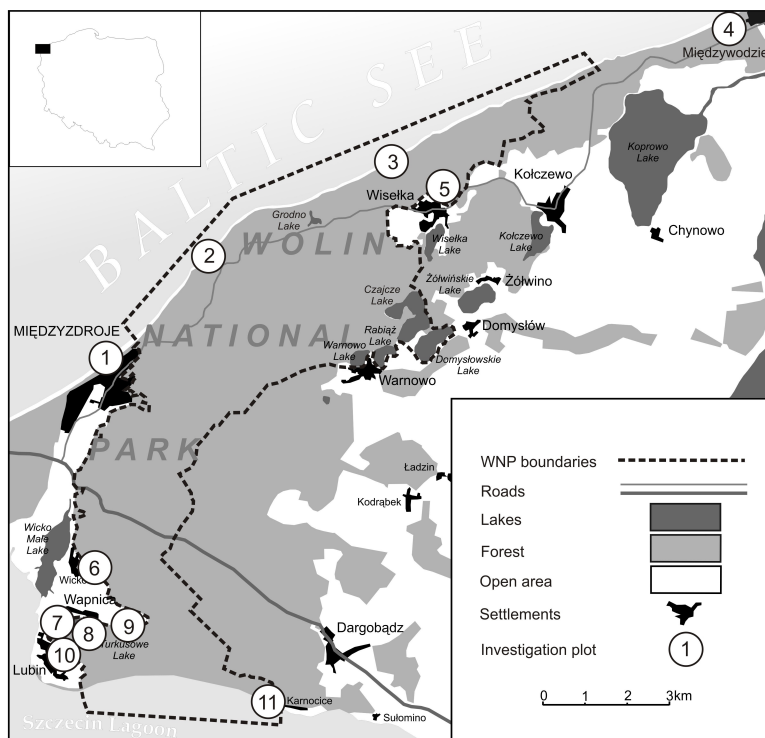 BALTIC SEE
4
Międzywodzie
Koprowo
Lake
3
Wisełka
5
Kołczewo
Grodno
Lake
2
WOLIN
Wisełka
Lake
Kołczewo
Lake
Chynowo
Żółwińskie
Lake
Żółwino
Czajcze
Lake
MIĘDZYZDROJE
NATIONAL
Rabiąż
Lake
Domysłów
1
Warnowo
Lake
Domysłowskie
Lake
Warnowo
PARK
Ładzin
Kodrąbek
Wicko
Małe
Lake
6
Wicko
Wapnica
7
8
9
Turkusowe
Lake
10
Lubin
Dargobądz
11
Karnocice
Sułomino
Szczecin Lagoon
WNP boundaries
Roads
Lakes
Forest
Open area
Settlements
Investigation plot
1
0 1 2 3km